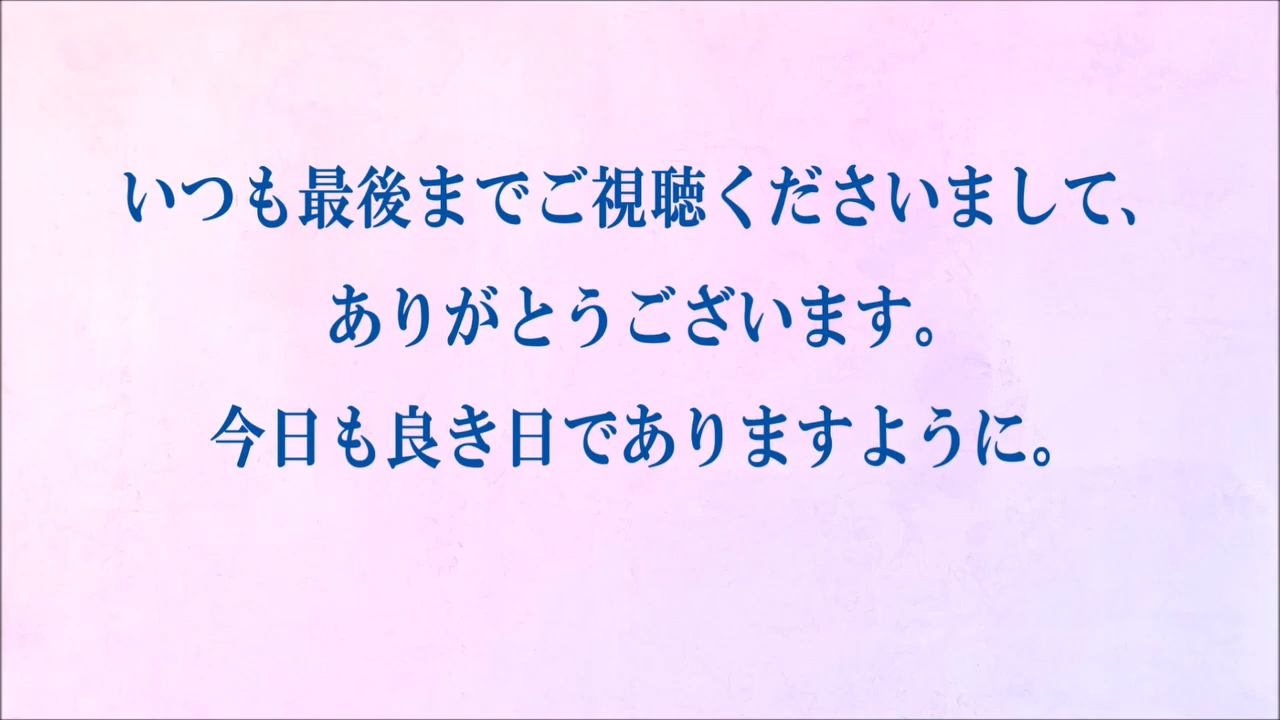 いつも最後までご視聴くださいまして、
ありがとうございます。
今日も良き日でありますように。